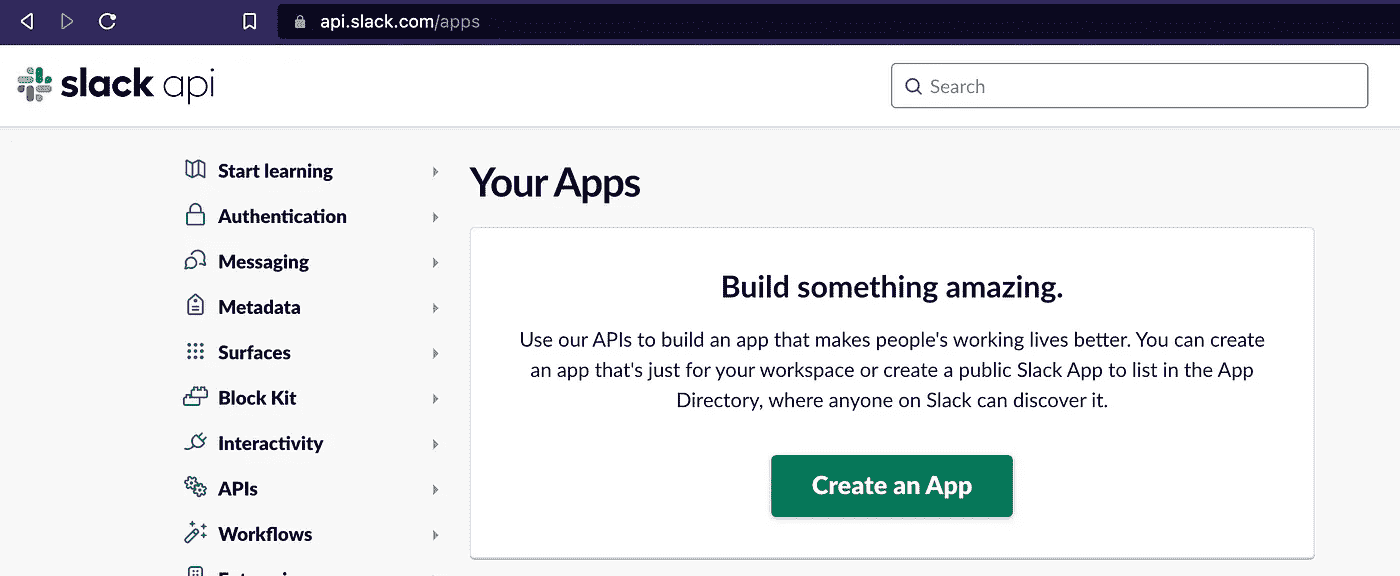 api.slack.com/apps
slack api
Search
Start learning
Authentication
Messaging
Metadata
Surfaces
Block Kit
Interactivity
APIs
Workflows
Your Apps
Build something amazing.
Use our APIs to build an app that makes people's working lives better. You can create
an app that's just for your workspace or create a public Slack App to list in the App
Directory, where anyone on Slack can discover it.
Create an App